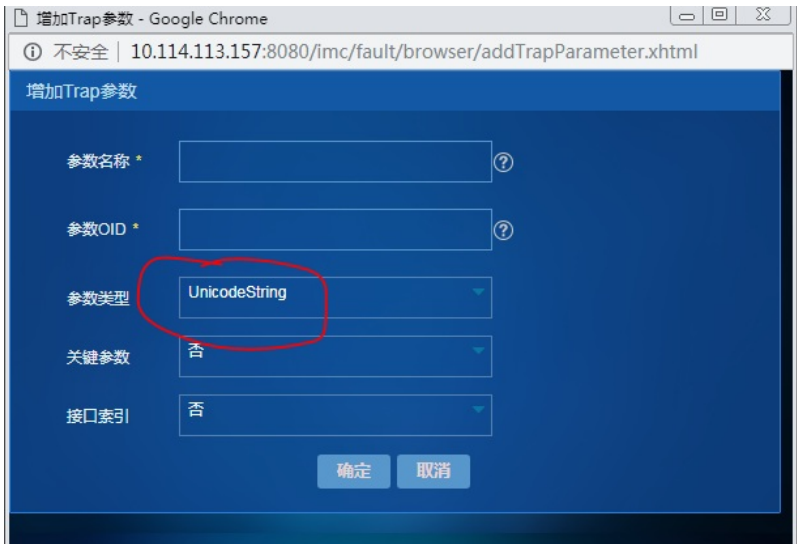 增加Trap参数 - Google Chrome
不安全 | 10.114.113.157:8080/imc/fault/browser/addTrapParameter.xhtml
增加Trap参数
参数名称 *
参数OID *
参数类型 UnicodeString
关键参数 否
接口索引 否
确定 取消